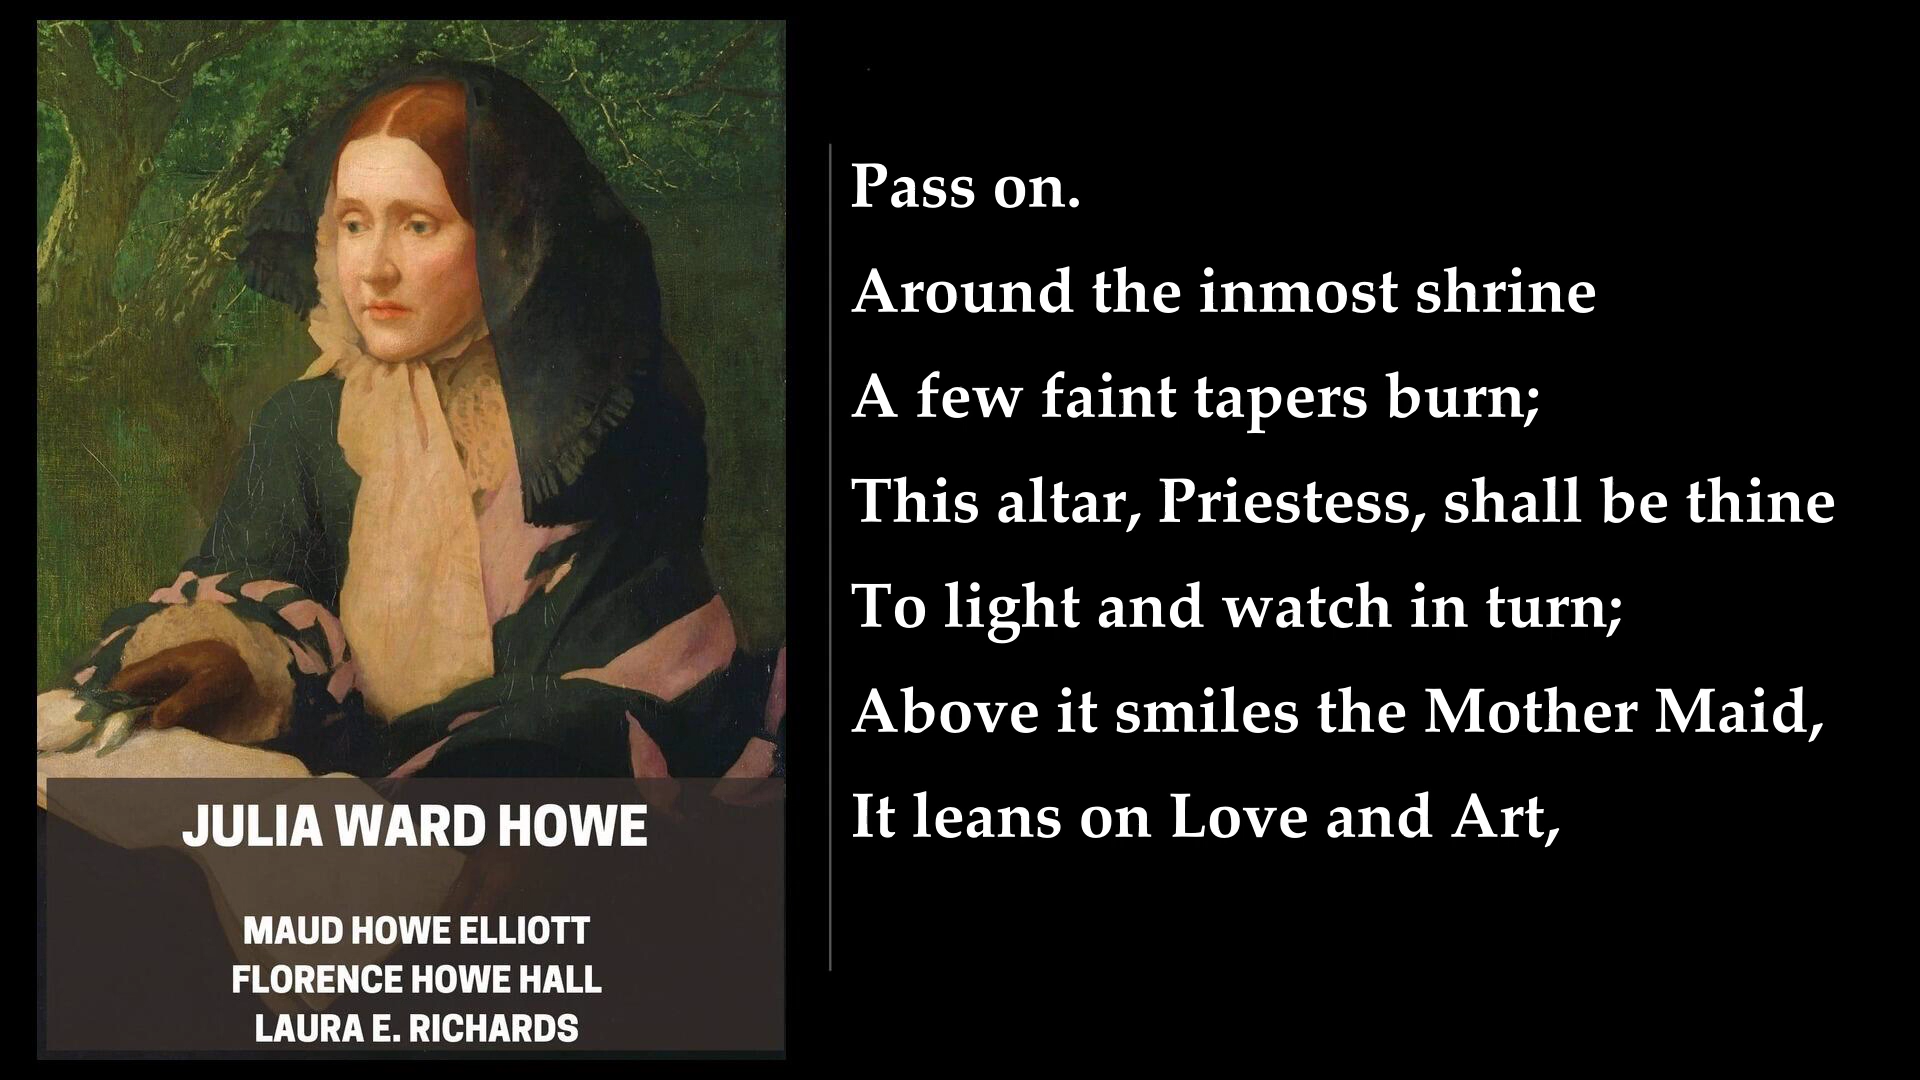 JULIA WARD HOWE
MAUD HOWE ELLIOTT
FLORENCE HOWE HALL
LAURA E. RICHARDS
Pass on.
Around the inmost shrine
A few faint tapers burn;
This altar, Priestess, shall be thine
To light and watch in turn;
Above it smiles the Mother Maid,
It leans on Love and Art,